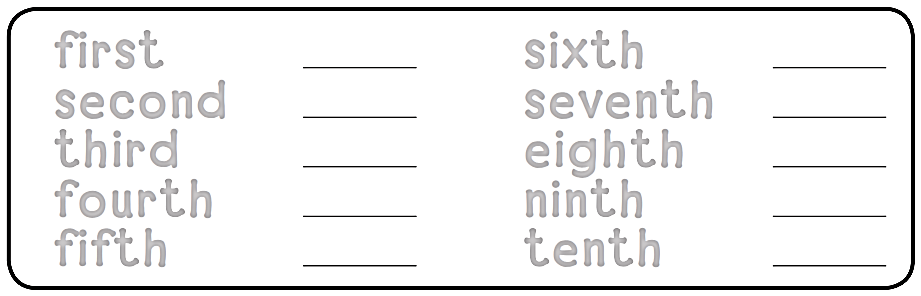 first
second
third
fourth
fifth
sixth
seventh
eighth
ninth
tenth